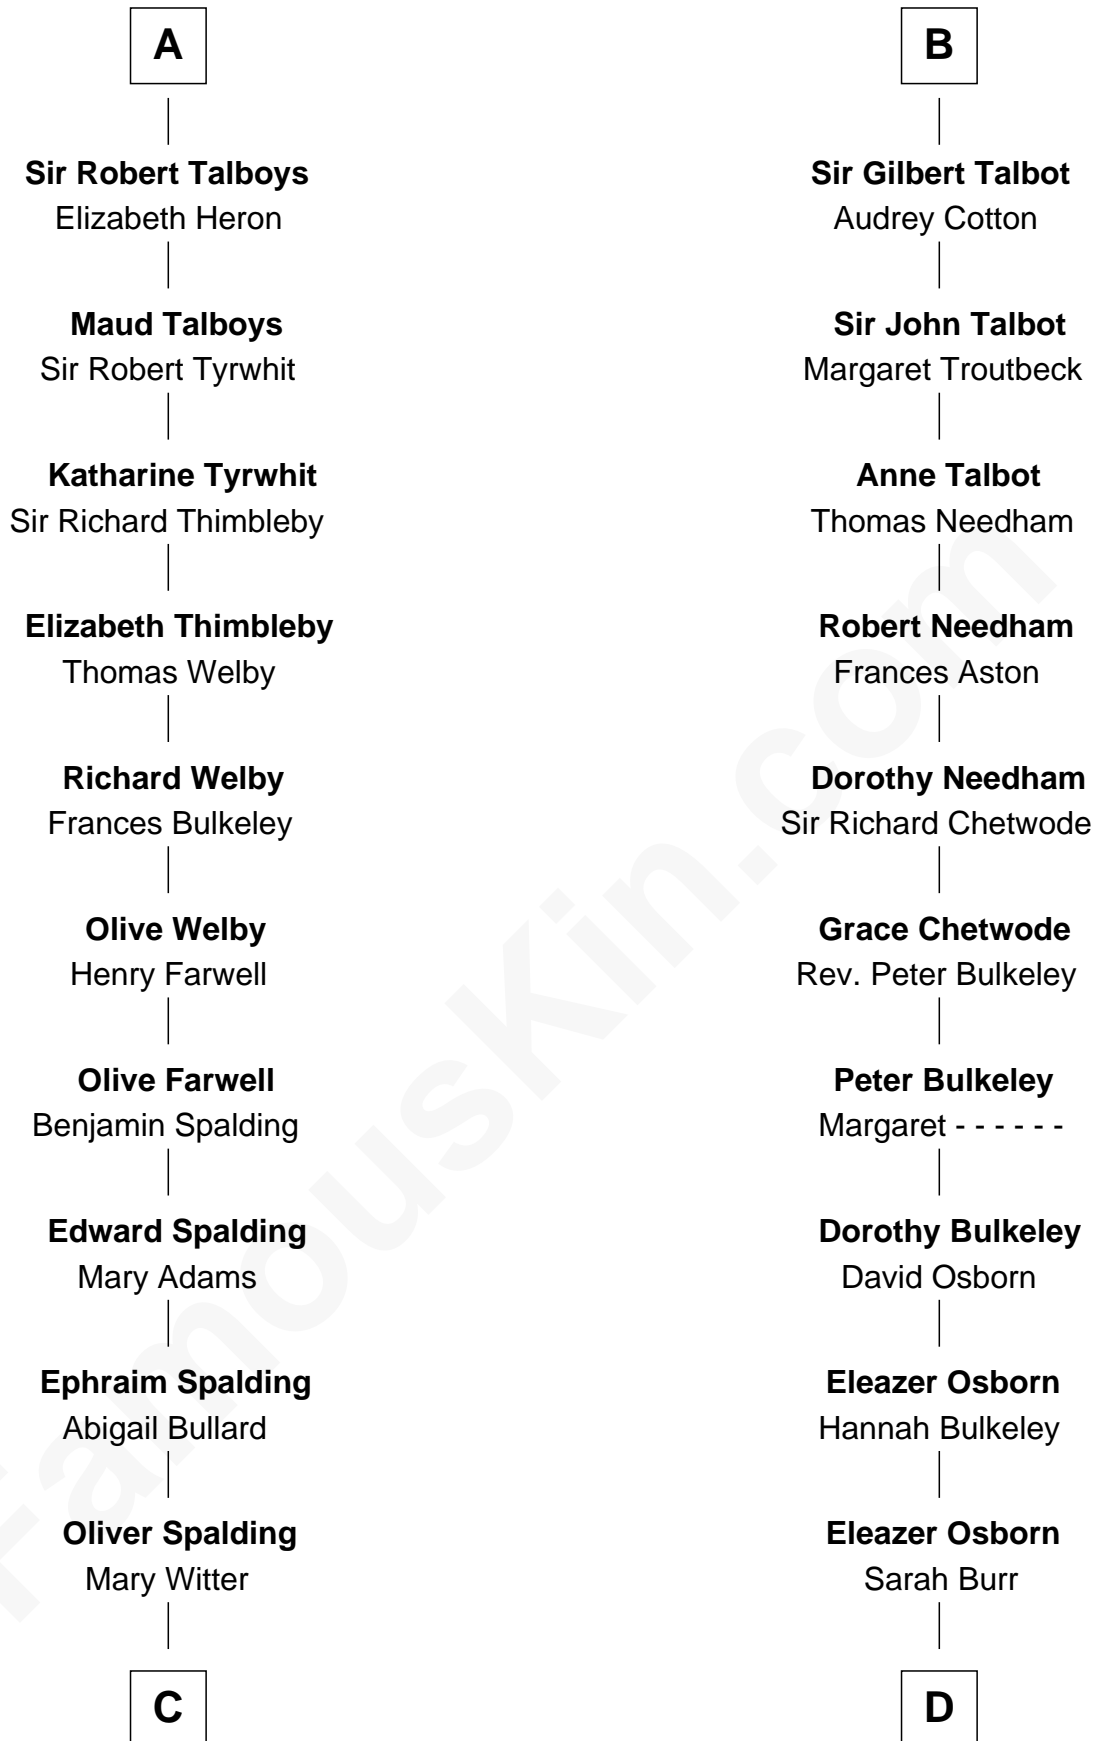 A
Sir Robert Talboys
Elizabeth Heron
Maud Talboys
Sir Robert Tyrwhit
Katharine Tyrwhit
Sir Richard Thimbleby
Elizabeth Thimbleby
Thomas Welby
Richard Welby
Frances Bulkeley
Olive Welby
Henry Farwell
Olive Farwell
Benjamin Spalding
Edward Spalding
Mary Adams
Ephraim Spalding
Abigail Bullard
Oliver Spalding
Mary Witter
C
B
Sir Gilbert Talbot
Audrey Cotton
Sir John Talbot
Margaret Troutbeck
Anne Talbot
Thomas Needham
Robert Needham
Frances Aston
Dorothy Needham
Sir Richard Chetwode
Grace Chetwode
Rev. Peter Bulkeley
Peter Bulkeley
Margaret - - - - - -
Dorothy Bulkeley
David Osborn
Eleazer Osborn
Hannah Bulkeley
Eleazer Osborn
Sarah Burr
D
FamousKin.com